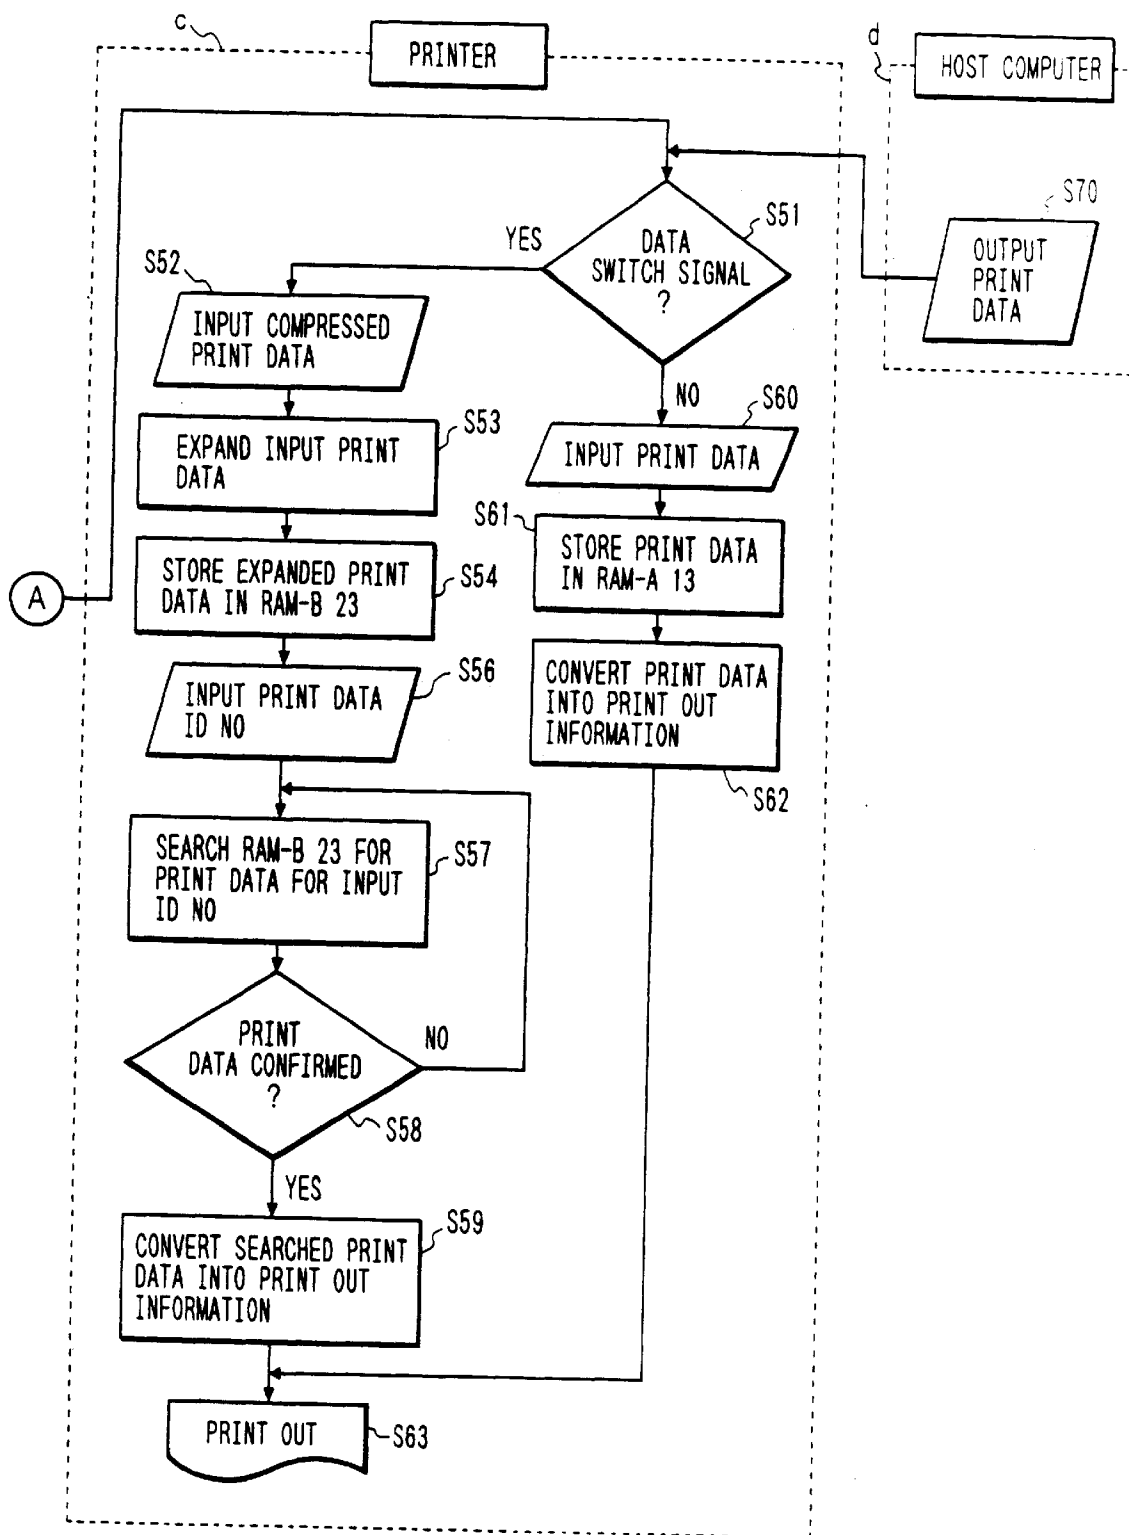 c
PRINTER
d
HOST COMPUTER
S70
OUTPUT
PRINT
DATA
S51
DATA
SWITCH SIGNAL
?
YES
NO
S52
INPUT COMPRESSED
PRINT DATA
S53
EXPAND INPUT PRINT
DATA
S54
STORE EXPANDED PRINT
DATA IN RAM-B 23
A
S56
INPUT PRINT DATA
ID NO
S57
SEARCH RAM-B 23 FOR
PRINT DATA FOR INPUT
ID NO
PRINT
DATA CONFIRMED
?
NO
S58
YES
S59
CONVERT SEARCHED PRINT
DATA INTO PRINT OUT
INFORMATION
S60
INPUT PRINT DATA
S61
STORE PRINT DATA
IN RAM-A 13
CONVERT PRINT DATA
INTO PRINT OUT
INFORMATION
S62
PRINT OUT
S63